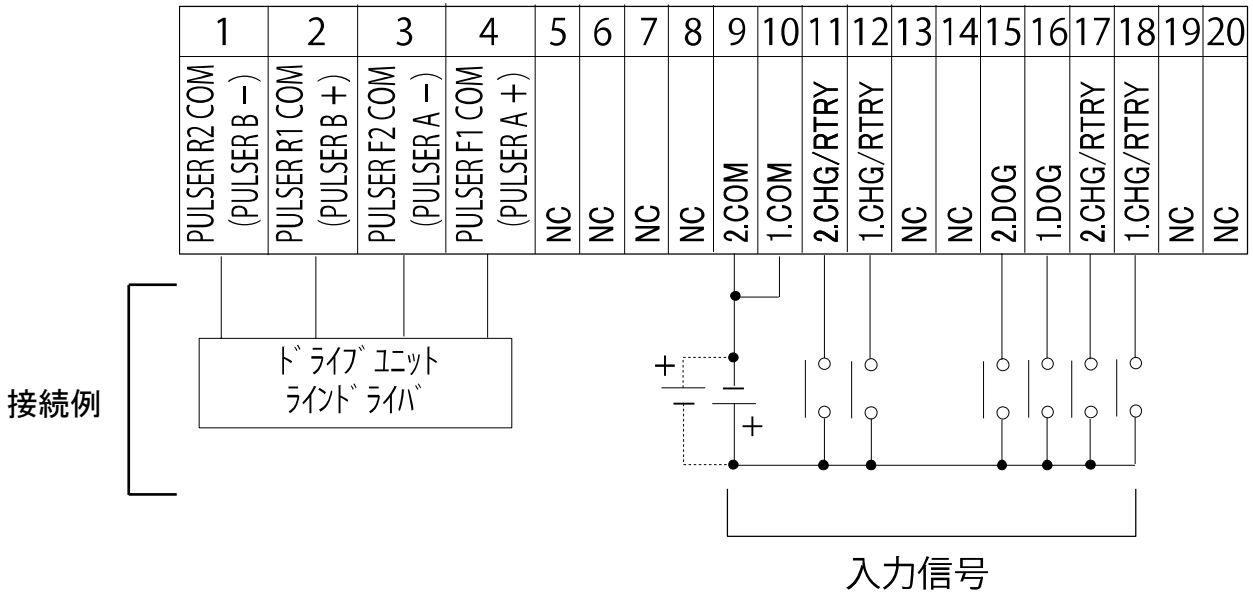 1 2 3 4 5 6 7 8 9 10 11 12 13 14 15 16 17 18 19 20
PULSER R2 COM
(PULSER B −)
PULSER R1 COM
(PULSER B +)
PULSER F2 COM
(PULSER A −)
PULSER F1 COM
(PULSER A +)
NC
NC
NC
NC
2.COM
1.COM
2.CHG/RTRY
1.CHG/RTRY
NC
NC
2.DOG
1.DOG
2.CHG/RTRY
1.CHG/RTRY
NC
NC
接続例
ドライブユニット
ラインドライバ
+
+
入力信号